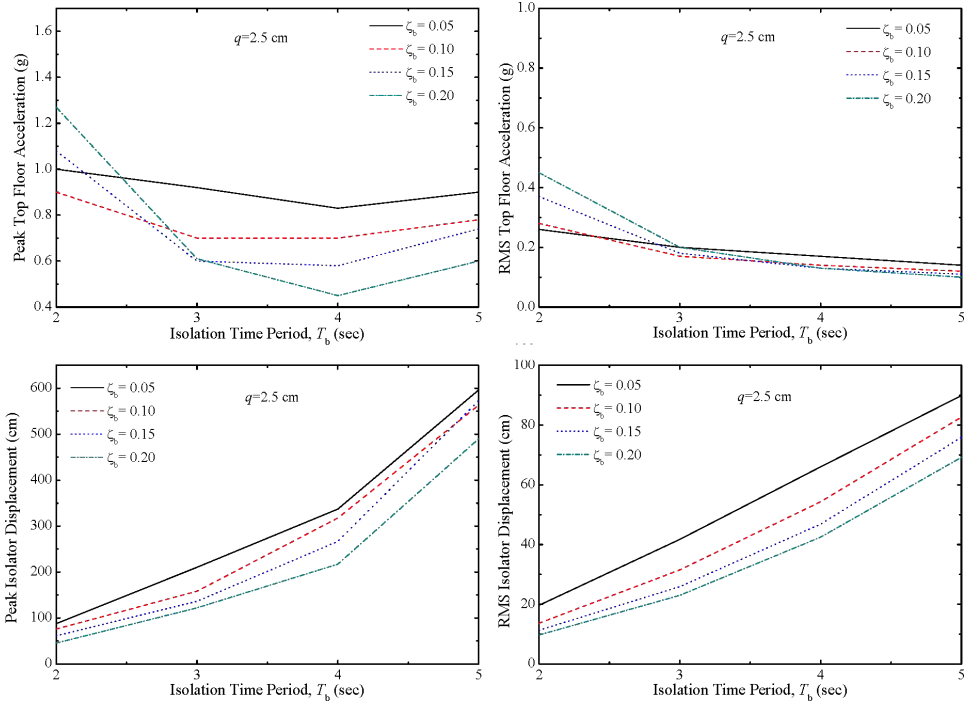 Peak Top Floor Acceleration (g)
1.6
1.4
1.2
1.0
0.8
0.6
0.4
q=2.5 cm
ζb= 0.05
ζb= 0.10
ζb= 0.15
ζb= 0.20
2
3
4
5
Isolation Time Period, Tb (sec)
RMS Top Floor Acceleration (g)
1.0
0.8
0.6
0.4
0.2
0.0
q=2.5 cm
ζb= 0.05
ζb= 0.10
ζb= 0.15
ζb= 0.20
2
3
4
5
Isolation Time Period, Tb (sec)
Peak Isolator Displacement (cm)
600
500
400
300
200
100
0
ζb= 0.05
ζb= 0.10
ζb= 0.15
ζb= 0.20
q=2.5 cm
2
3
4
5
Isolation Time Period, Tb (sec)
RMS Isolator Displacement (cm)
100
80
60
40
20
0
ζb= 0.05
ζb= 0.10
ζb= 0.15
ζb= 0.20
q=2.5 cm
2
3
4
5
Isolation Time Period, Tb (sec)